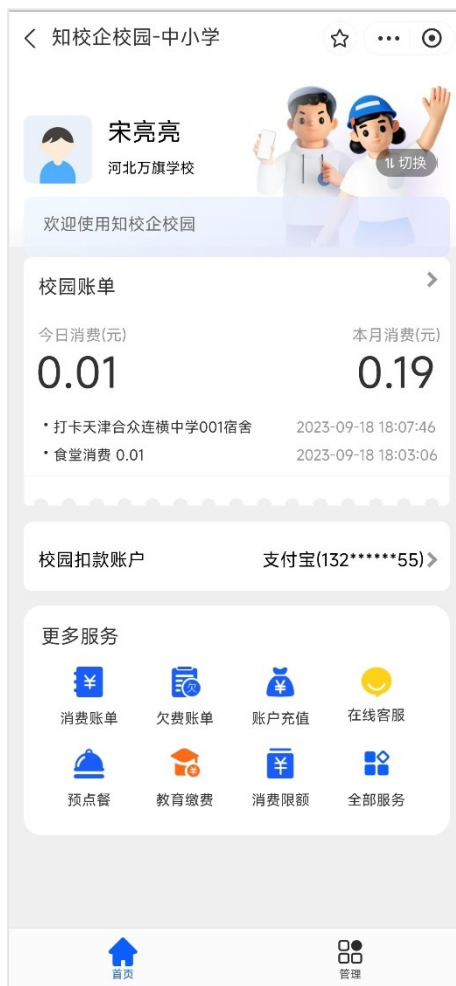 知校企校园-中小学
宋亮亮
河北万旗学校
切换
欢迎使用知校企校园
校园账单
今日消费(元) 本月消费(元)
0.01 0.19
·打卡天津合众连横中学001宿舍 2023-09-18 18:07:46
·食堂消费 0.01 2023-09-18 18:03:06
校园扣款账户 支付宝(132******55)
更多服务
消费账单 欠费账单 账户充值 在线客服
预点餐 教育缴费 消费限额 全部服务
首页 管理